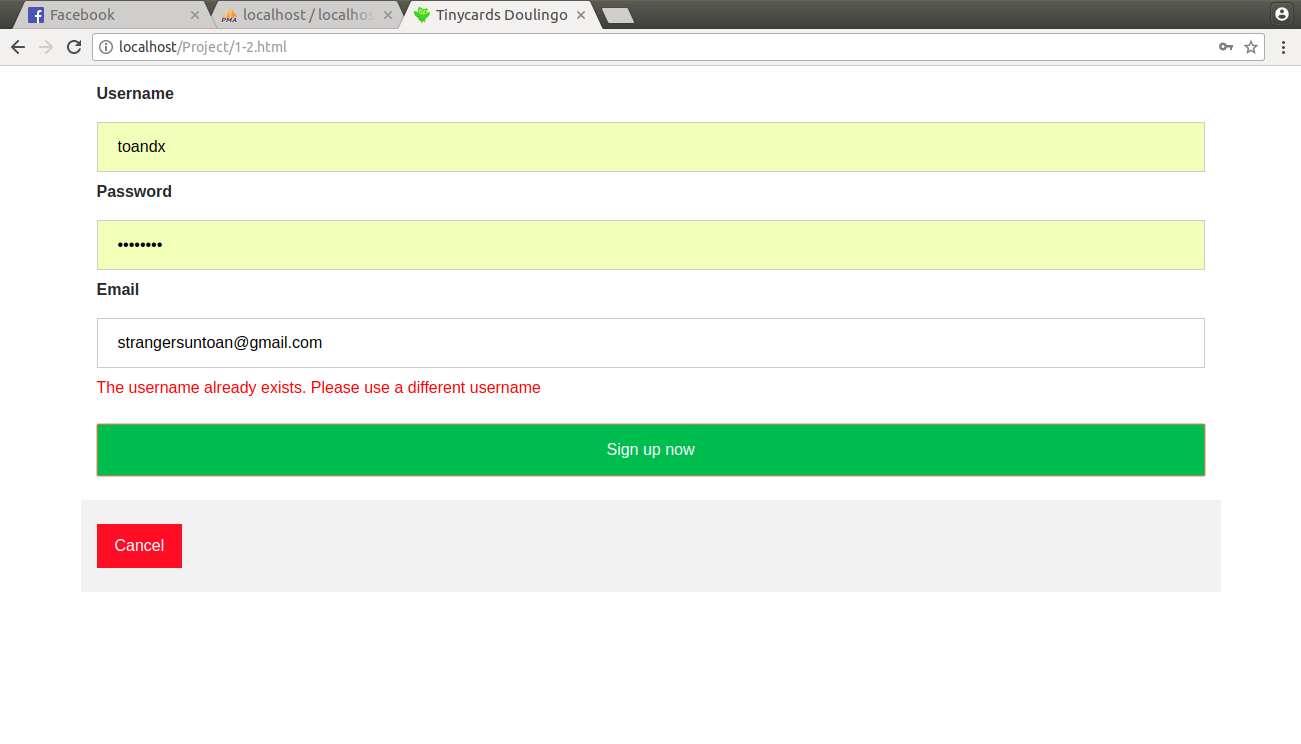 Facebook
localhost / localhos
Tinycards Doulingo
localhost/Project/1-2.html
Username
toandx
Password
••••••••
Email
strangersuntoan@gmail.com
The username already exists. Please use a different username
Sign up now
Cancel